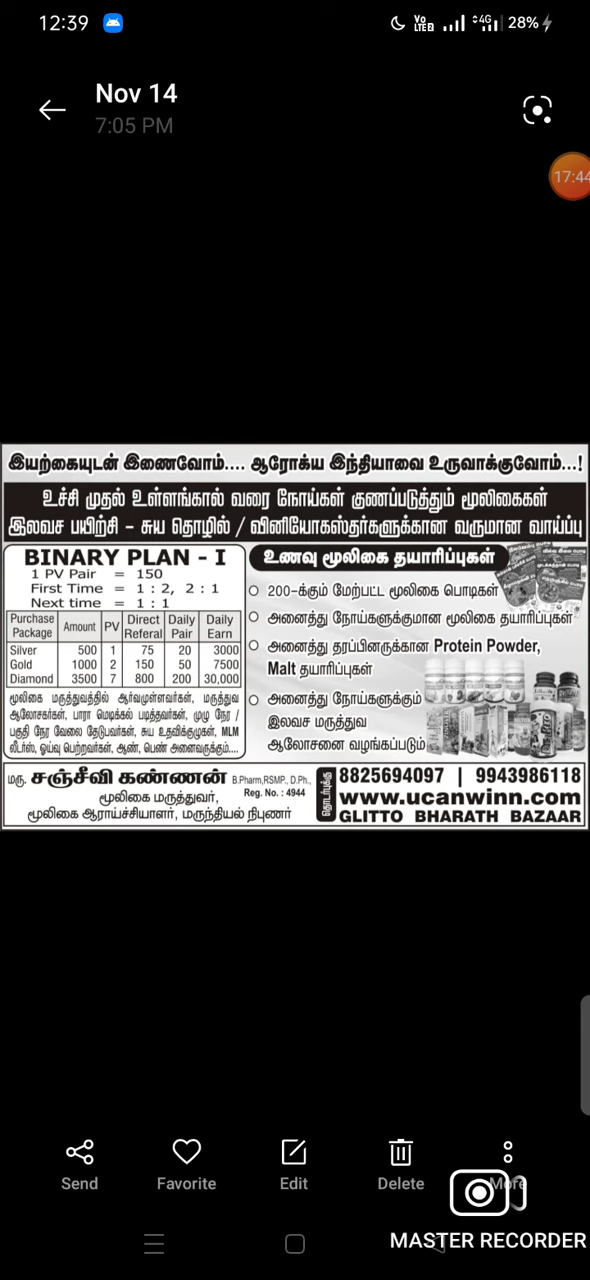 12:39
Vo LTE2 4G 28%
Nov 14
7:05 PM
17:44
இயற்கையுடன் இணைவோம்.... ஆரோக்ய இந்தியாவை உருவாக்குவோம்...!
உச்சி முதல் உள்ளங்கால் வரை நோய்கள் குணப்படுத்தும் மூலிகைகள்
இலவச பயிற்சி - சுய தொழில் / வினியோகஸ்தர்களுக்கான வருமான வாய்ப்பு
BINARY PLAN - I
1 PV Pair = 150
First Time = 1 : 2, 2 : 1
Next time = 1 : 1
Purchase Package Amount PV Direct Referal Daily Pair Daily Earn
Silver 500 1 75 20 3000
Gold 1000 2 150 50 7500
Diamond 3500 7 800 200 30,000
மூலிகை மருத்துவத்தில் ஆர்வமுள்ளவர்கள், மருத்துவ
ஆலோசகர்கள், பாரா மெடிக்கல் படித்தவர்கள், முழு நேர /
பகுதி நேர வேலை தேடுபவர்கள், சுய உதவிக்குழுகள், MLM
லீடர்ஸ், ஓய்வு பெற்றவர்கள், ஆண், பெண் அனைவருக்கும்....
உணவு மூலிகை தயாரிப்புகள்
200-க்கும் மேற்பட்ட மூலிகை பொடிகள்
அனைத்து நோய்களுக்குமான மூலிகை தயாரிப்புகள்
அனைத்து தரப்பினருக்கான Protein Powder,
Malt தயாரிப்புகள்
அனைத்து நோய்களுக்கும்
இலவச மருத்துவ
ஆலோசனை வழங்கப்படும்
மரு. சஞ்சீவி கண்ணன் B.Pharm,RSMP., D.Ph.,
Reg. No. : 4944
மூலிகை மருத்துவர்,
மூலிகை ஆராய்ச்சியாளர், மருந்தியல் நிபுணர்
தொடர்புக்கு
8825694097 | 9943986118
www.ucanwinn.com
GLITTO BHARATH BAZAAR
Send Favorite Edit Delete More
MASTER RECORDER